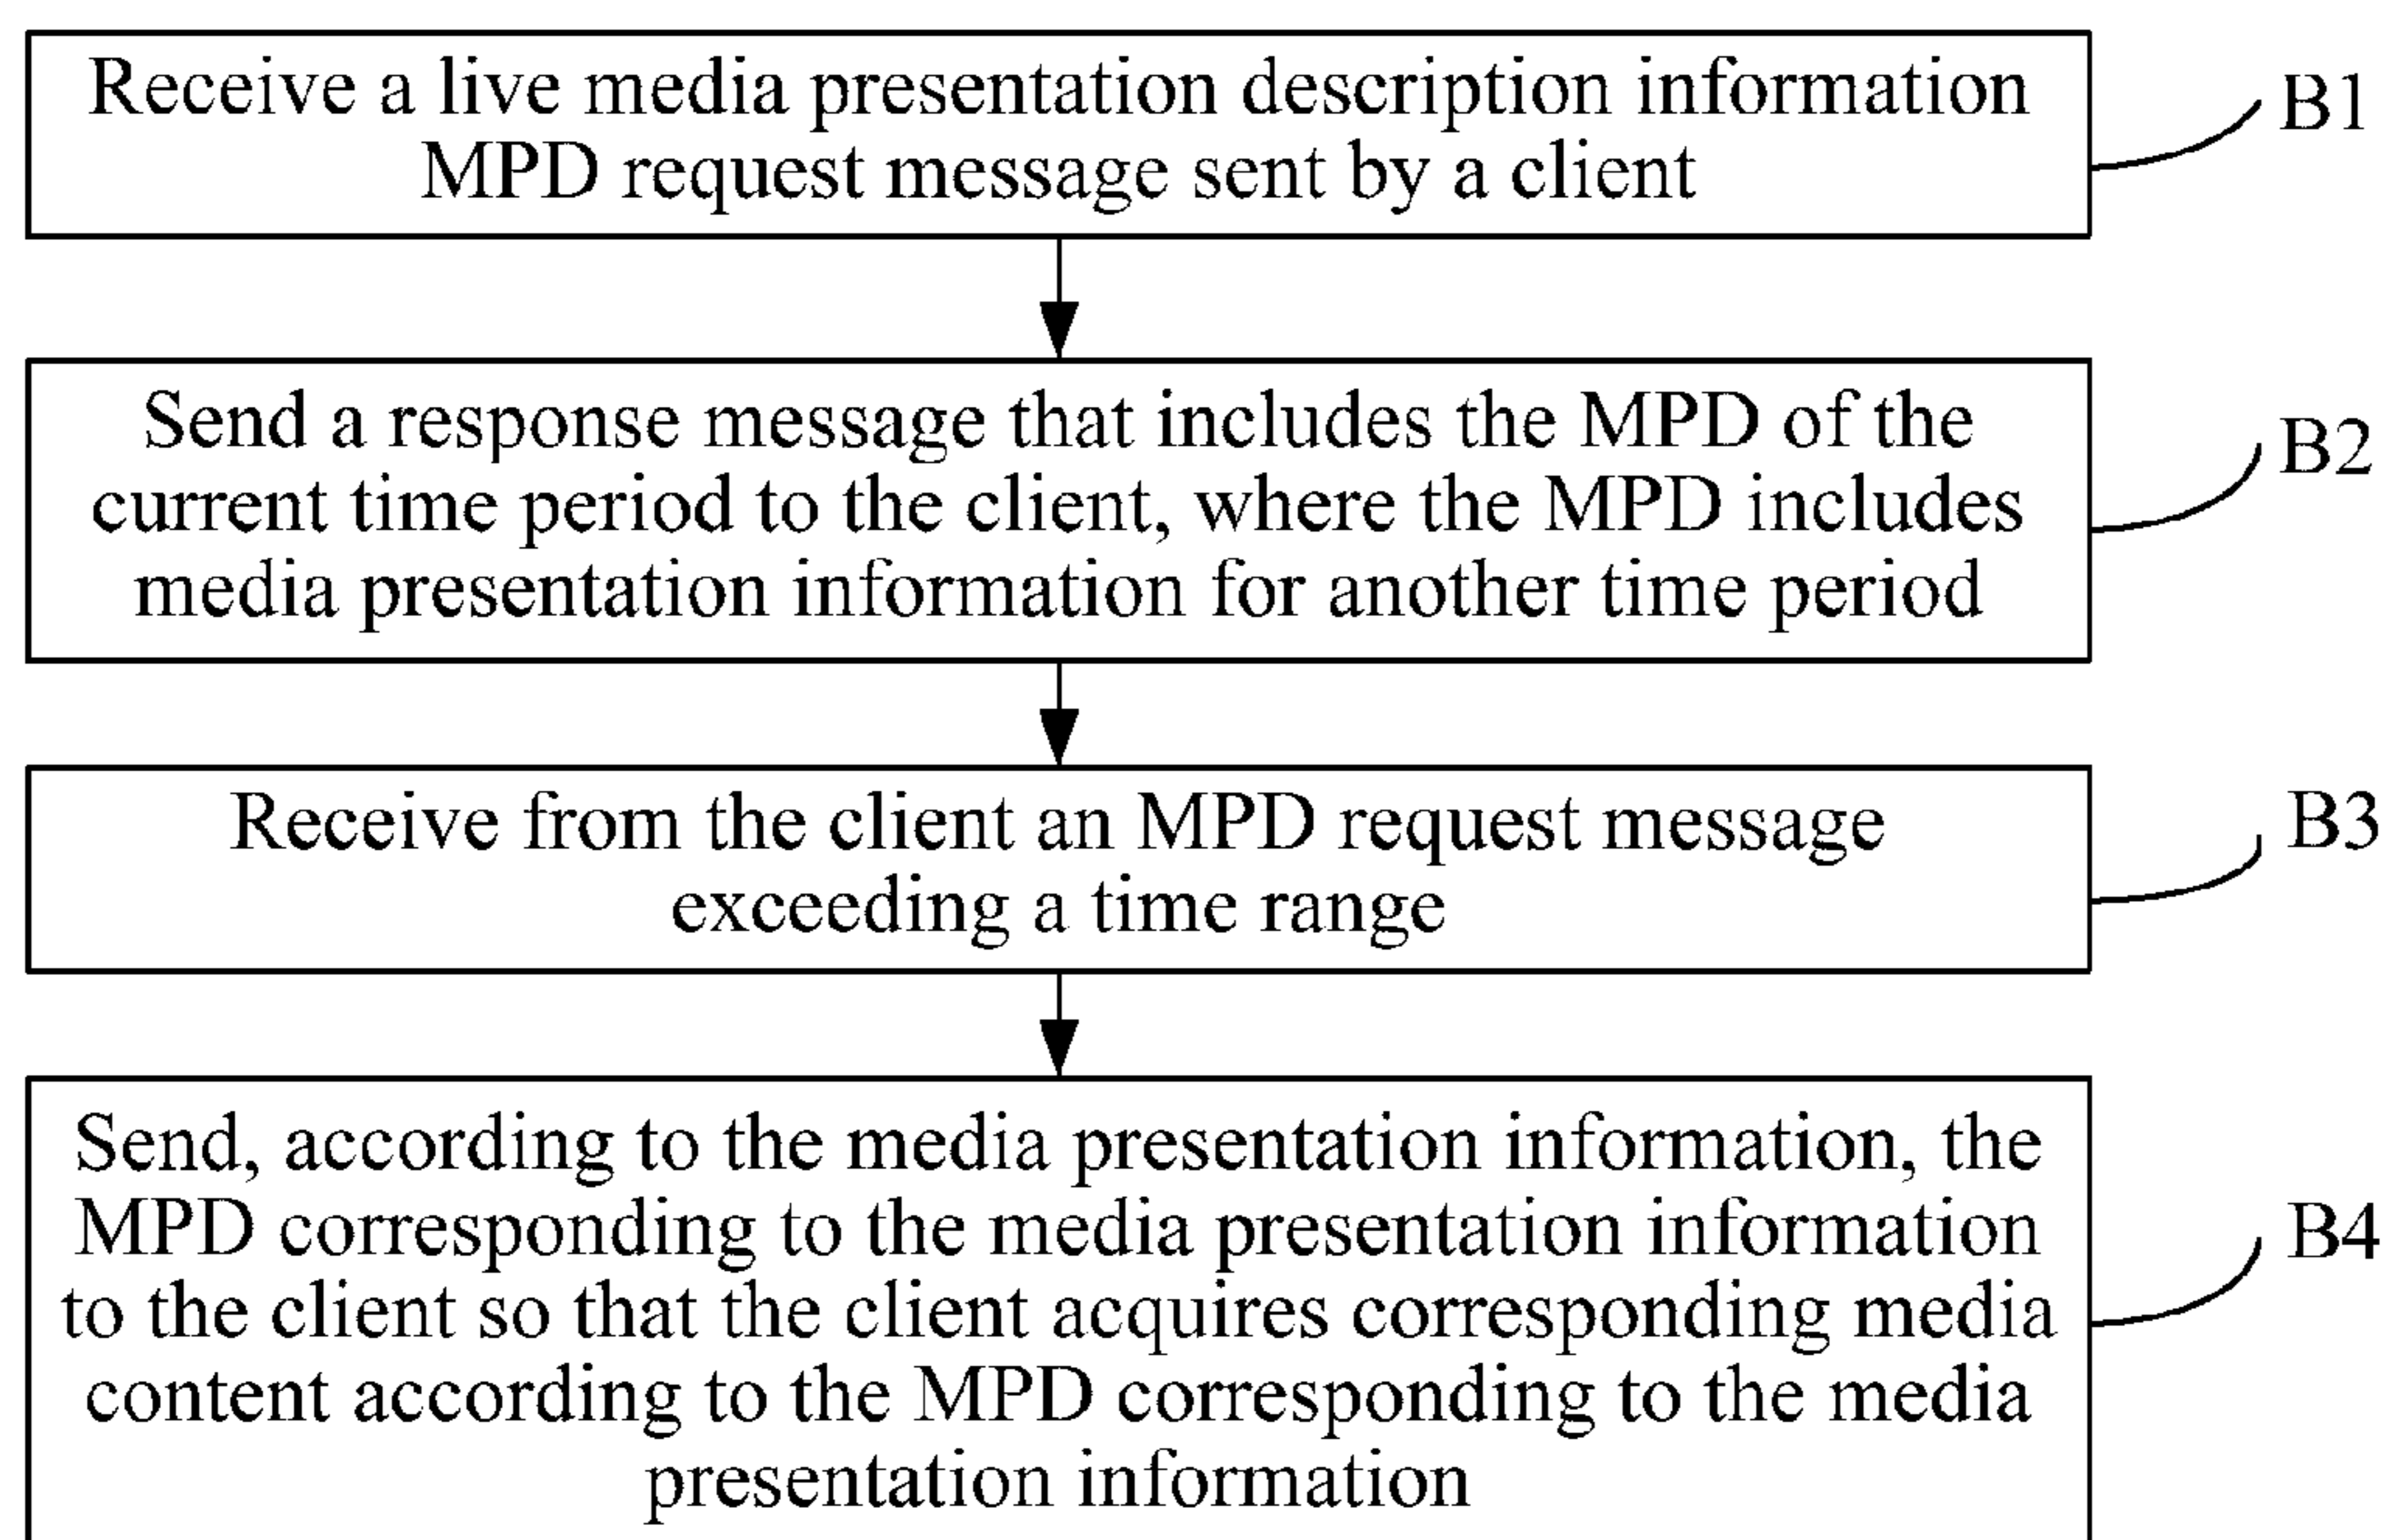 Receive a live media presentation description information
MPD request message sent by a client
B1
Send a response message that includes the MPD of the
current time period to the client, where the MPD includes
media presentation information for another time period
B2
Receive from the client an MPD request message
exceeding a time range
B3
Send, according to the media presentation information, the
MPD corresponding to the media presentation information
to the client so that the client acquires corresponding media
content according to the MPD corresponding to the media
presentation information
B4